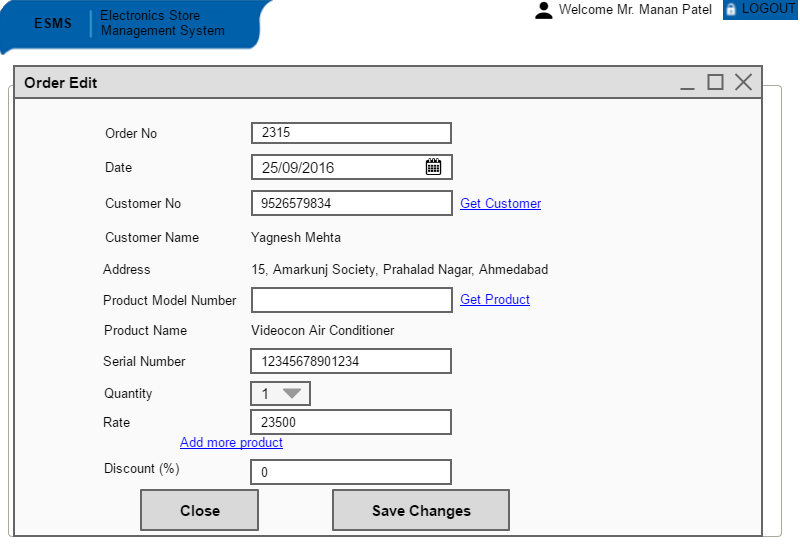 ESMS
Electronics Store
Management System
Welcome Mr. Manan Patel
LOGOUT
Order Edit
Order No 2315
Date 25/09/2016
Customer No 9526579834 Get Customer
Customer Name Yagnesh Mehta
Address 15, Amarkunj Society, Prahalad Nagar, Ahmedabad
Product Model Number Get Product
Product Name Videocon Air Conditioner
Serial Number 12345678901234
Quantity 1
Rate 23500
Add more product
Discount (%) 0
Close Save Changes